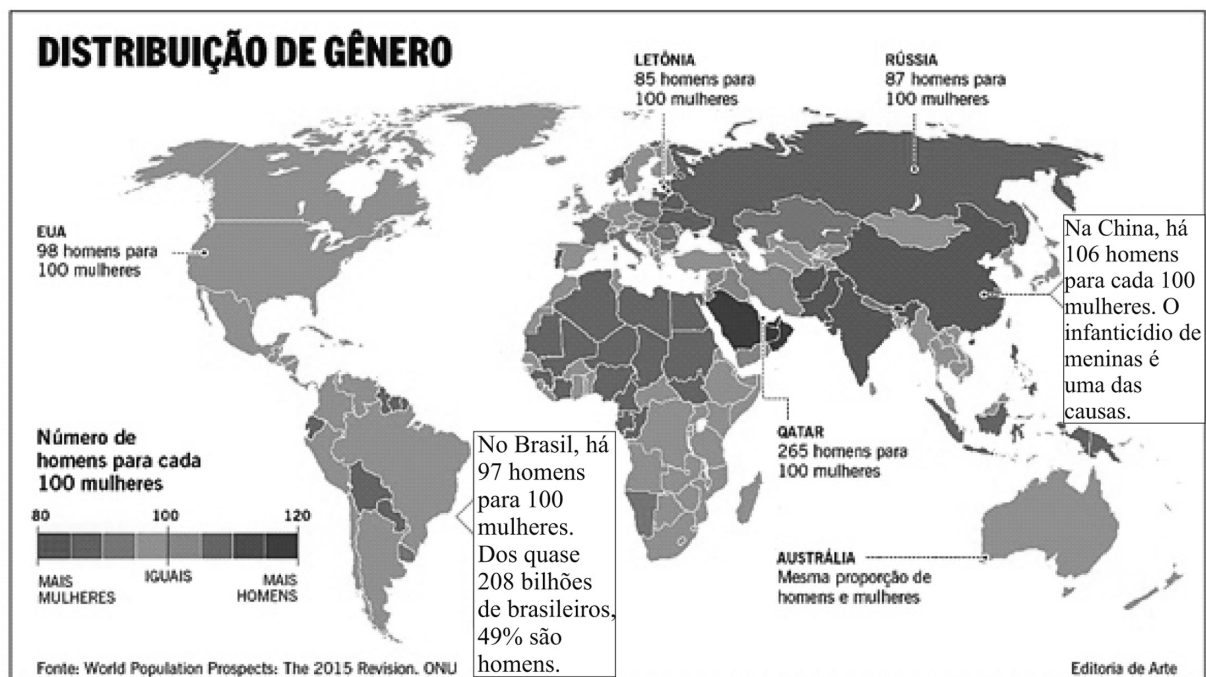 DISTRIBUIÇÃO DE GÊNERO
LETÔNIA
85 homens para
100 mulheres
RÚSSIA
87 homens para
100 mulheres
EUA
98 homens para
100 mulheres
Na China, há
106 homens
para cada 100
mulheres. O
infanticídio de
meninas é
uma das
causas.
Número de
homens para cada
100 mulheres
80
100
120
MAIS
MULHERES
IGUAIS
MAIS
HOMENS
No Brasil, há
97 homens
para 100
mulheres.
Dos quase
208 bilhões
de brasileiros,
49% são
homens.
QATAR
265 homens para
100 mulheres
AUSTRÁLIA
Mesma proporção de
homens e mulheres
Fonte: World Population Prospects: The 2015 Revision. ONU
Editoria de Arte